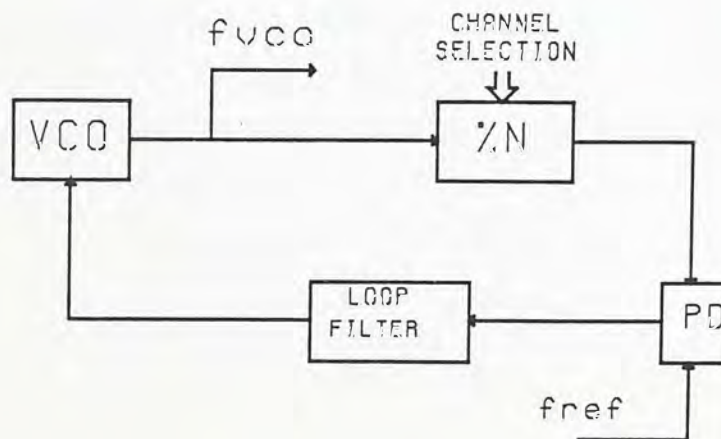 fvco
CHANNEL
SELECTION
VCO
%N
LOOP
FILTER
PD
fref